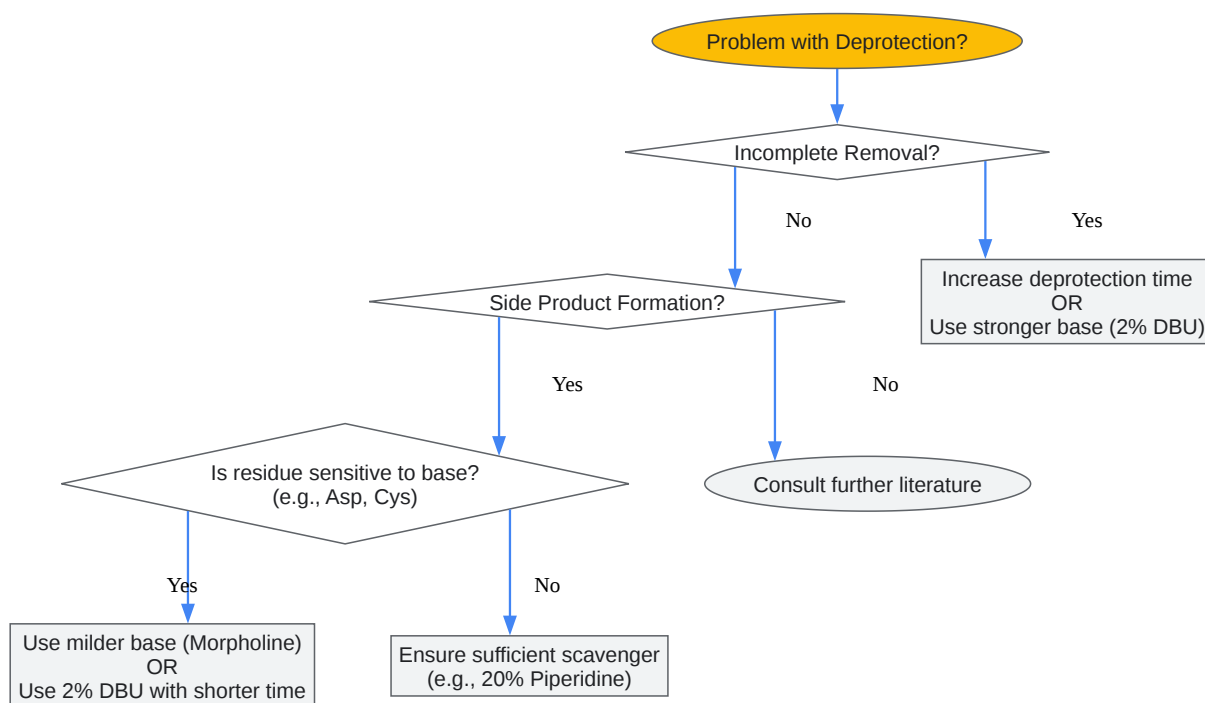 Problem with Deprotection?
Incomplete Removal?
No
Yes
Increase deprotection time
OR
Use stronger base (2% DBU)
Side Product Formation?
Yes
No
Is residue sensitive to base?
(e.g., Asp, Cys)
Consult further literature
Yes
No
Use milder base (Morpholine)
OR
Use 2% DBU with shorter time
Ensure sufficient scavenger
(e.g., 20% Piperidine)